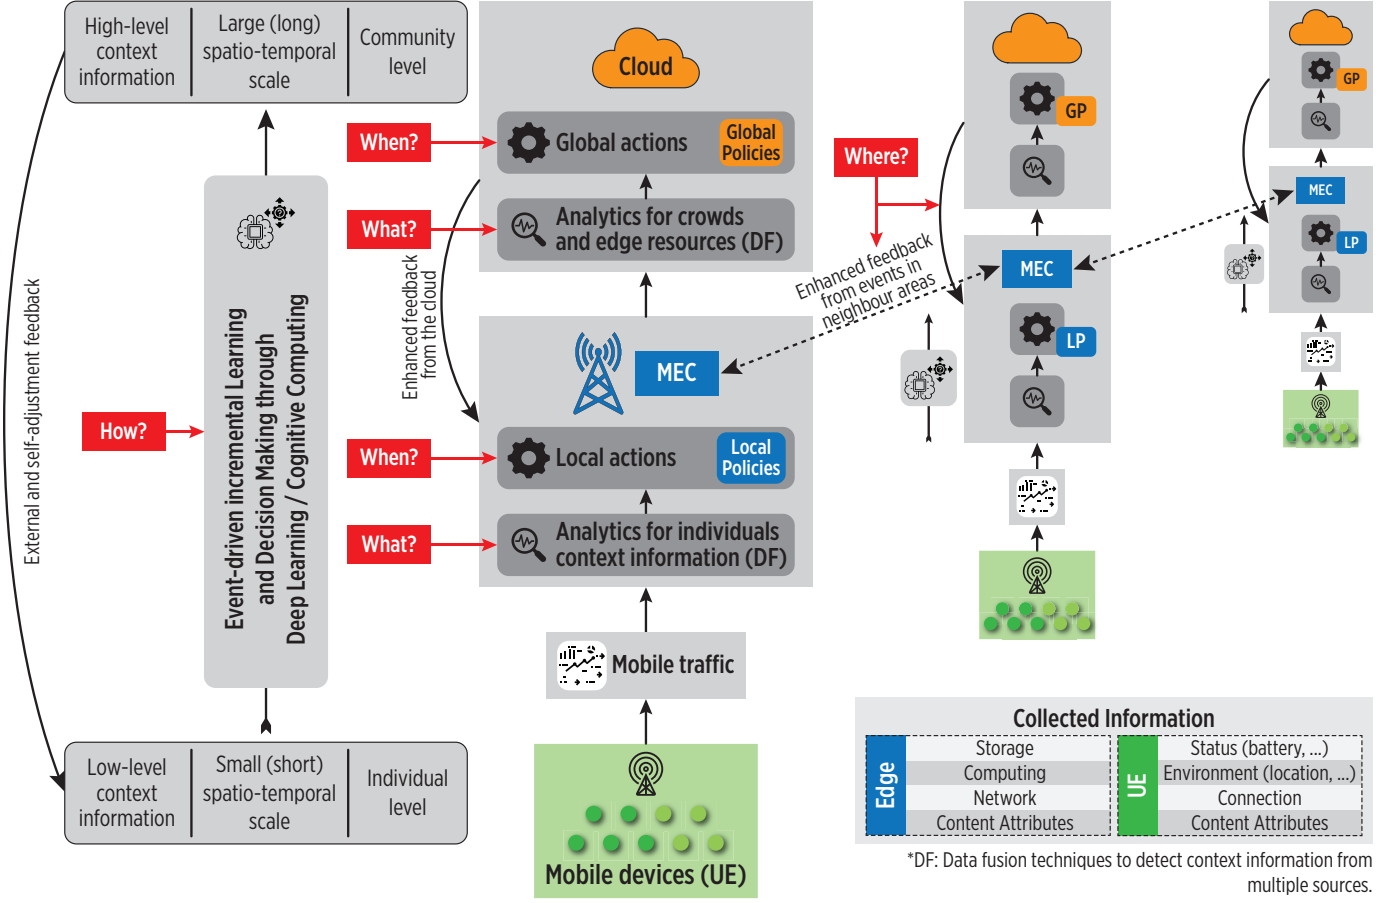 High-level
context
information
Large (long)
spatio-temporal
scale
Community
level
External and self-adjustment feedback
How?
Event-driven incremental Learning
and Decision Making through
Deep Learning / Cognitive Computing
Low-level
context
information
Small (short)
spatio-temporal
scale
Individual
level
Cloud
When?
Global actions
Global
Policies
What?
Analytics for crowds
and edge resources (DF)
Enhanced feedback
from the cloud
MEC
When?
Local actions
Local
Policies
What?
Analytics for individuals
context information (DF)
Mobile traffic
Mobile devices (UE)
Where?
Enhanced feedback
from events in
neighbour areas
GP
MEC
LP
GP
MEC
LP
Collected Information
Edge
Storage
Computing
Network
Content Attributes
UE
Status (battery, ...)
Environment (location, ...)
Connection
Content Attributes
*DF: Data fusion techniques to detect context information from
multiple sources.